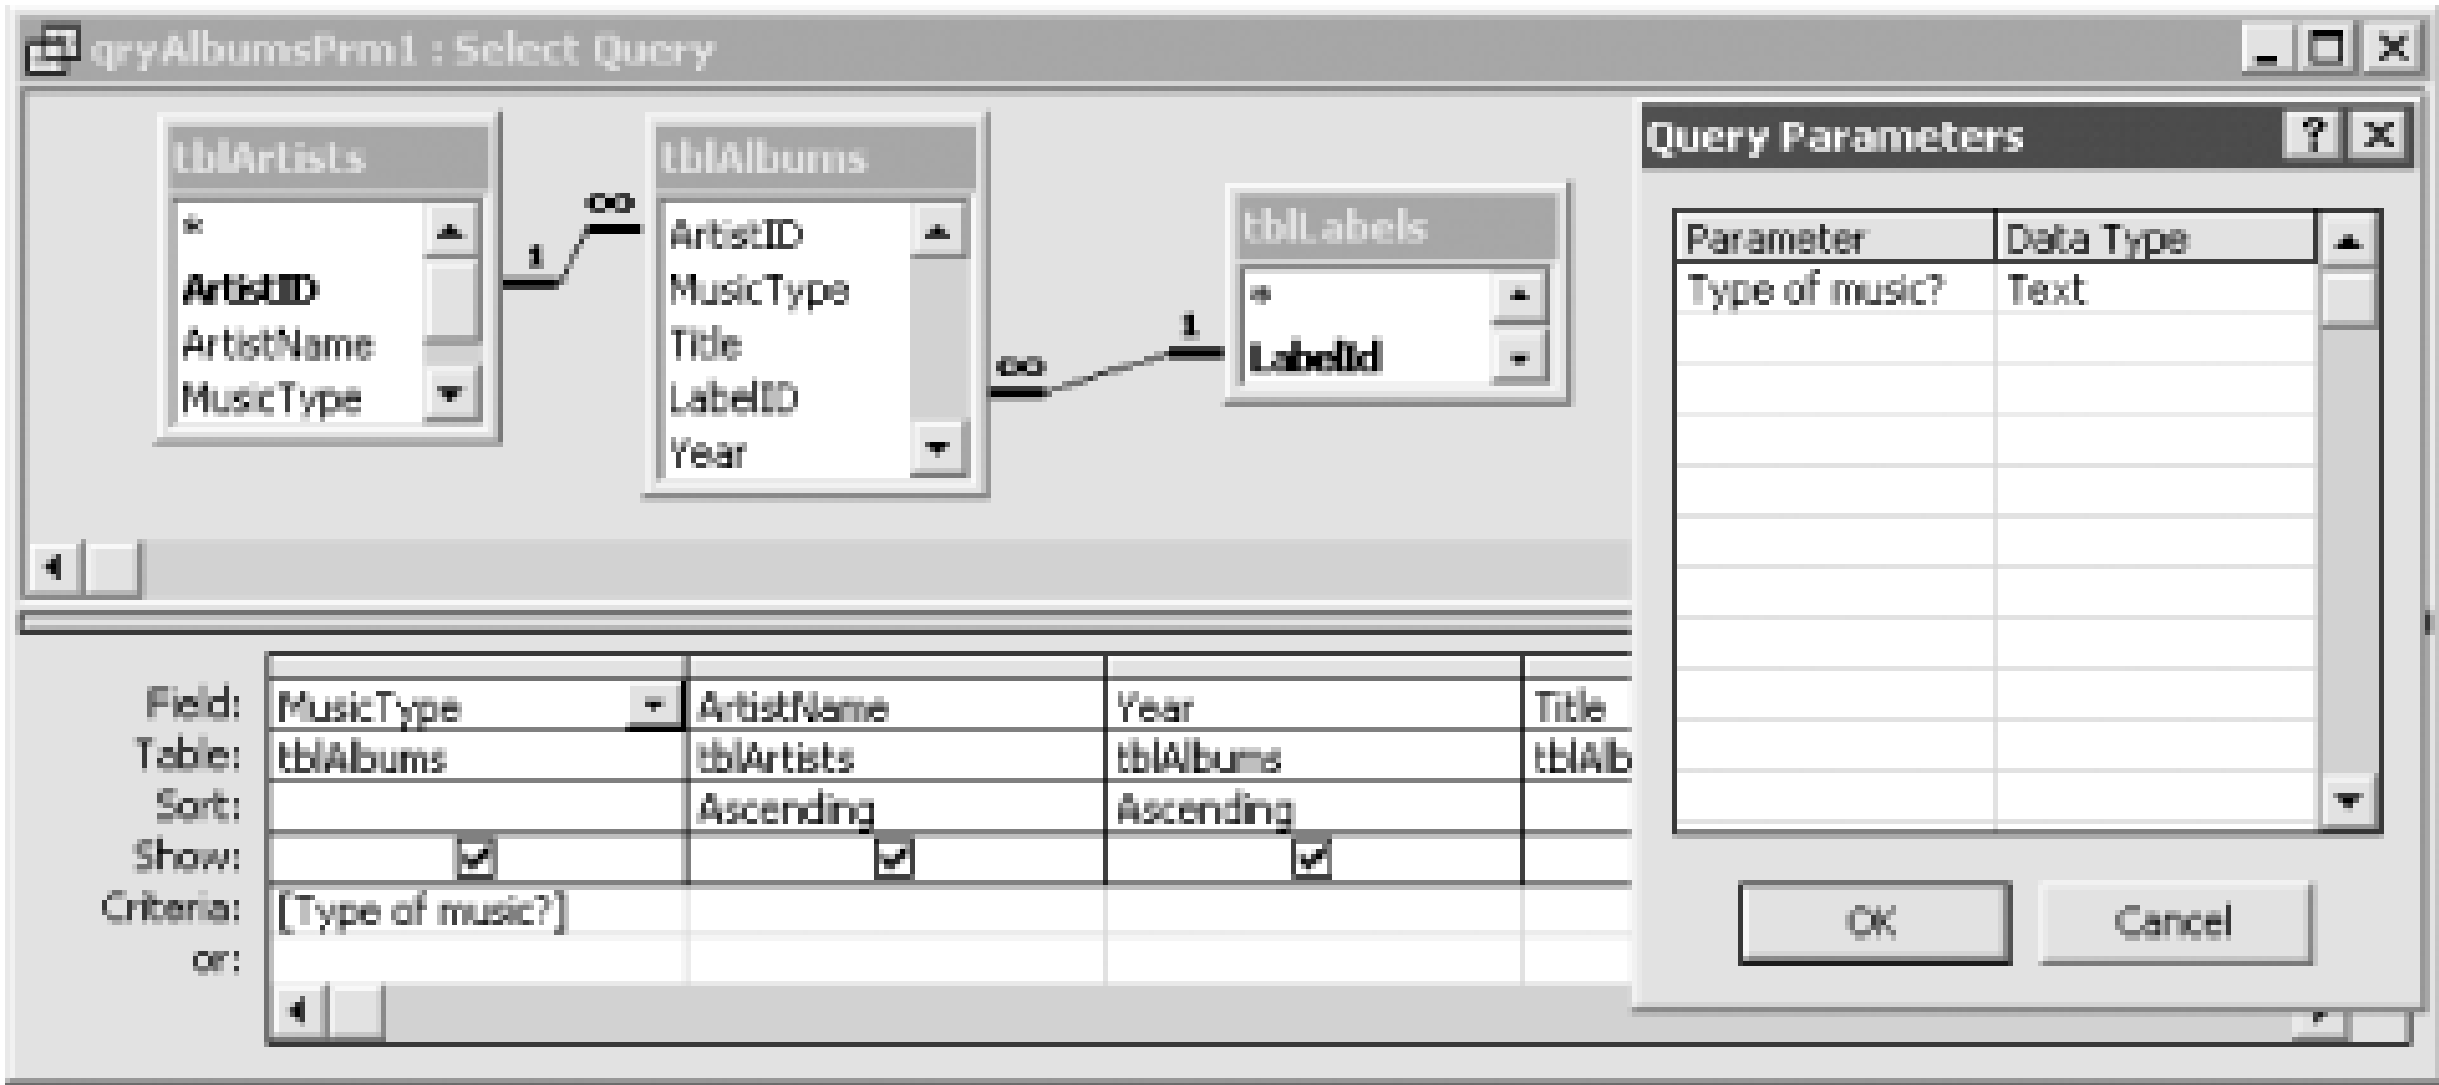 qryAlbumsPrm1 : Select Query
tblArtists
*
ArtistID
ArtistName
MusicType
1
∞
tblAlbums
ArtistID
MusicType
Title
LabelID
Year
∞
1
tblLabels
*
LabelId
Query Parameters
Parameter Data Type
Type of music? Text
OK Cancel
Field: MusicType ArtistName Year Title
Table: tblAlbums tblArtists tblAlbums tblAlb
Sort: Ascending Ascending
Show:
Criteria: [Type of music?]
or: